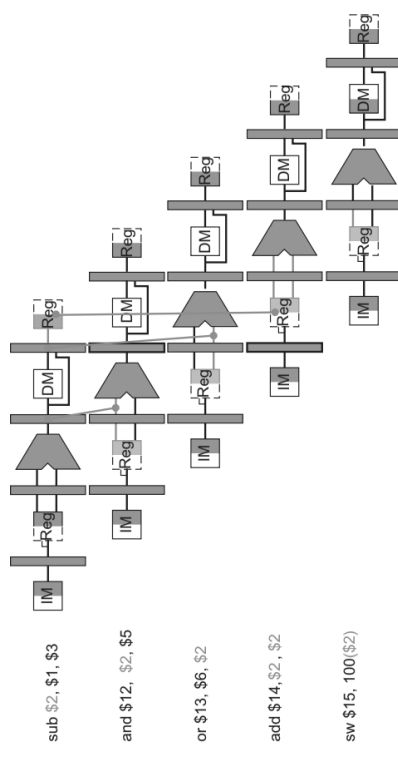 sub $2, $1, $3
IM
Reg
DM
Reg
and $12, $2, $5
IM
Reg
DM
Reg
or $13, $6, $2
IM
Reg
DM
Reg
add $14,$2 , $2
IM
Reg
DM
Reg
sw $15, 100($2)
IM
Reg
DM
Reg